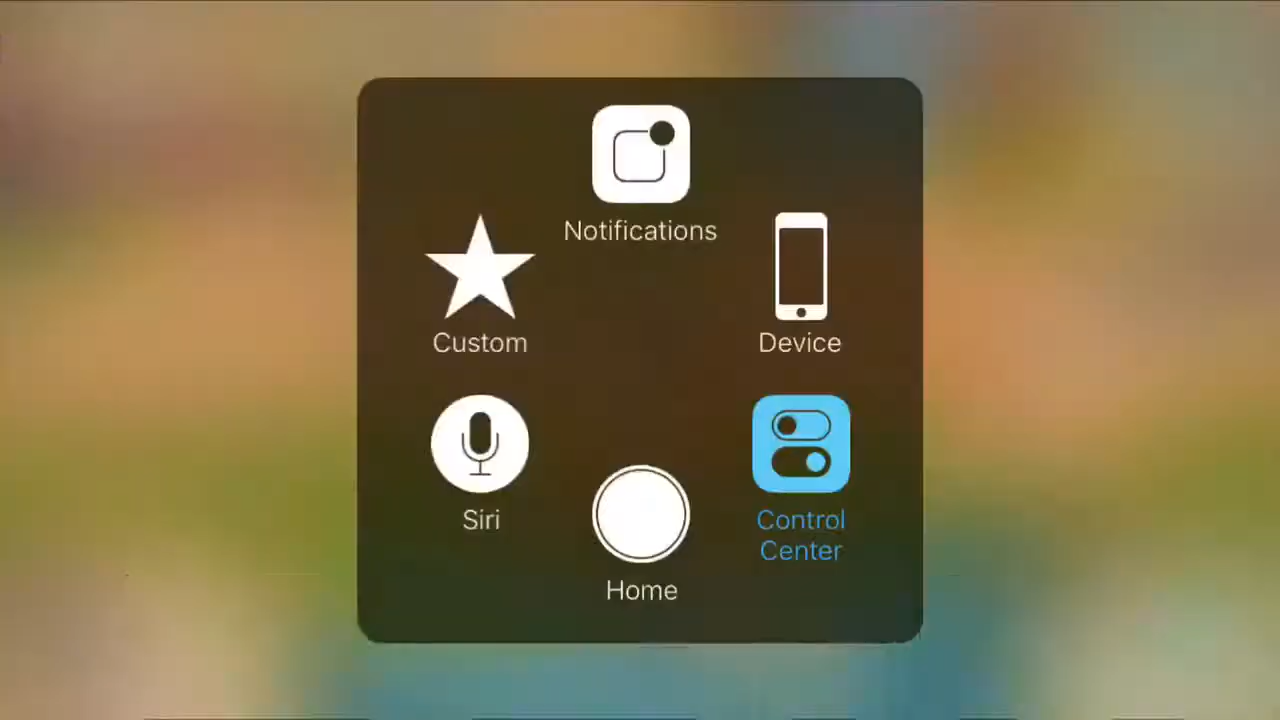 Notifications
Custom
Device
Siri
Control
Center
Home